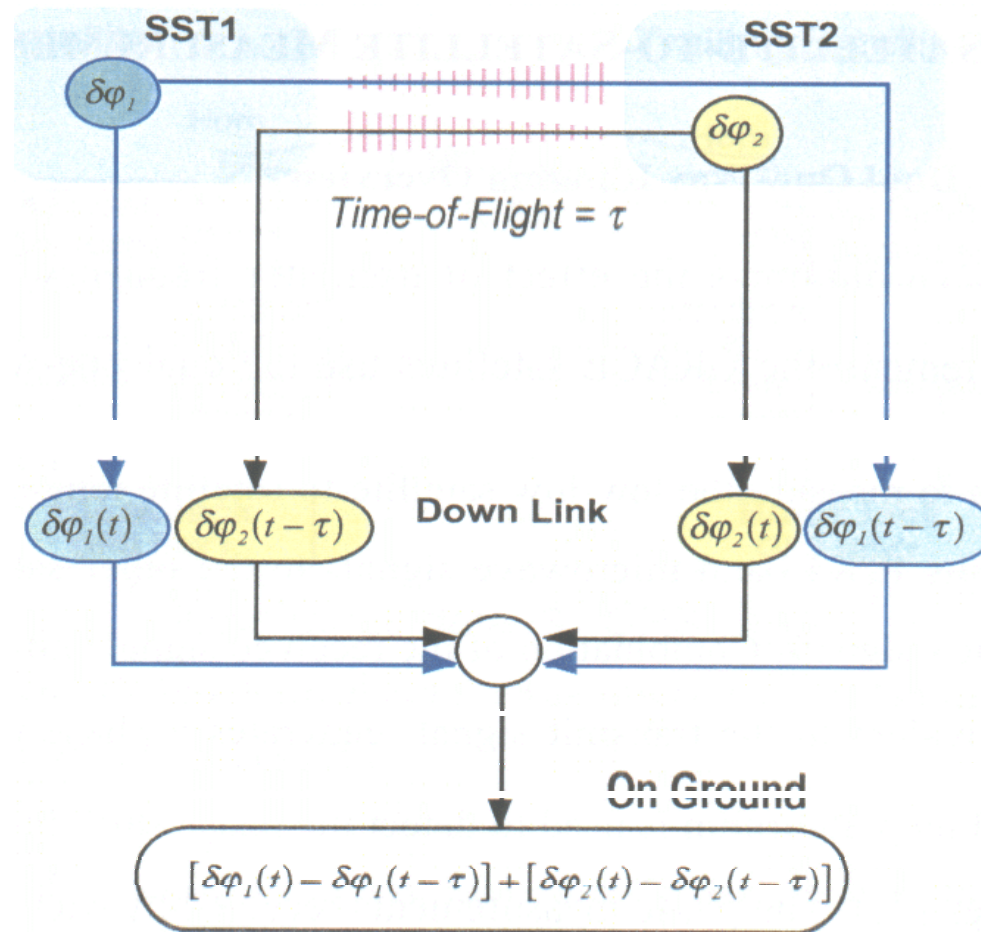 SST1
SST2
δφ₁
δφ₂
Time-of-Flight = τ
δφ₁(t)
δφ₂(t − τ)
Down Link
δφ₂(t)
δφ₁(t − τ)
On Ground
[δφ₁(t) − δφ₁(t − τ)] + [δφ₂(t) − δφ₂(t − τ)]